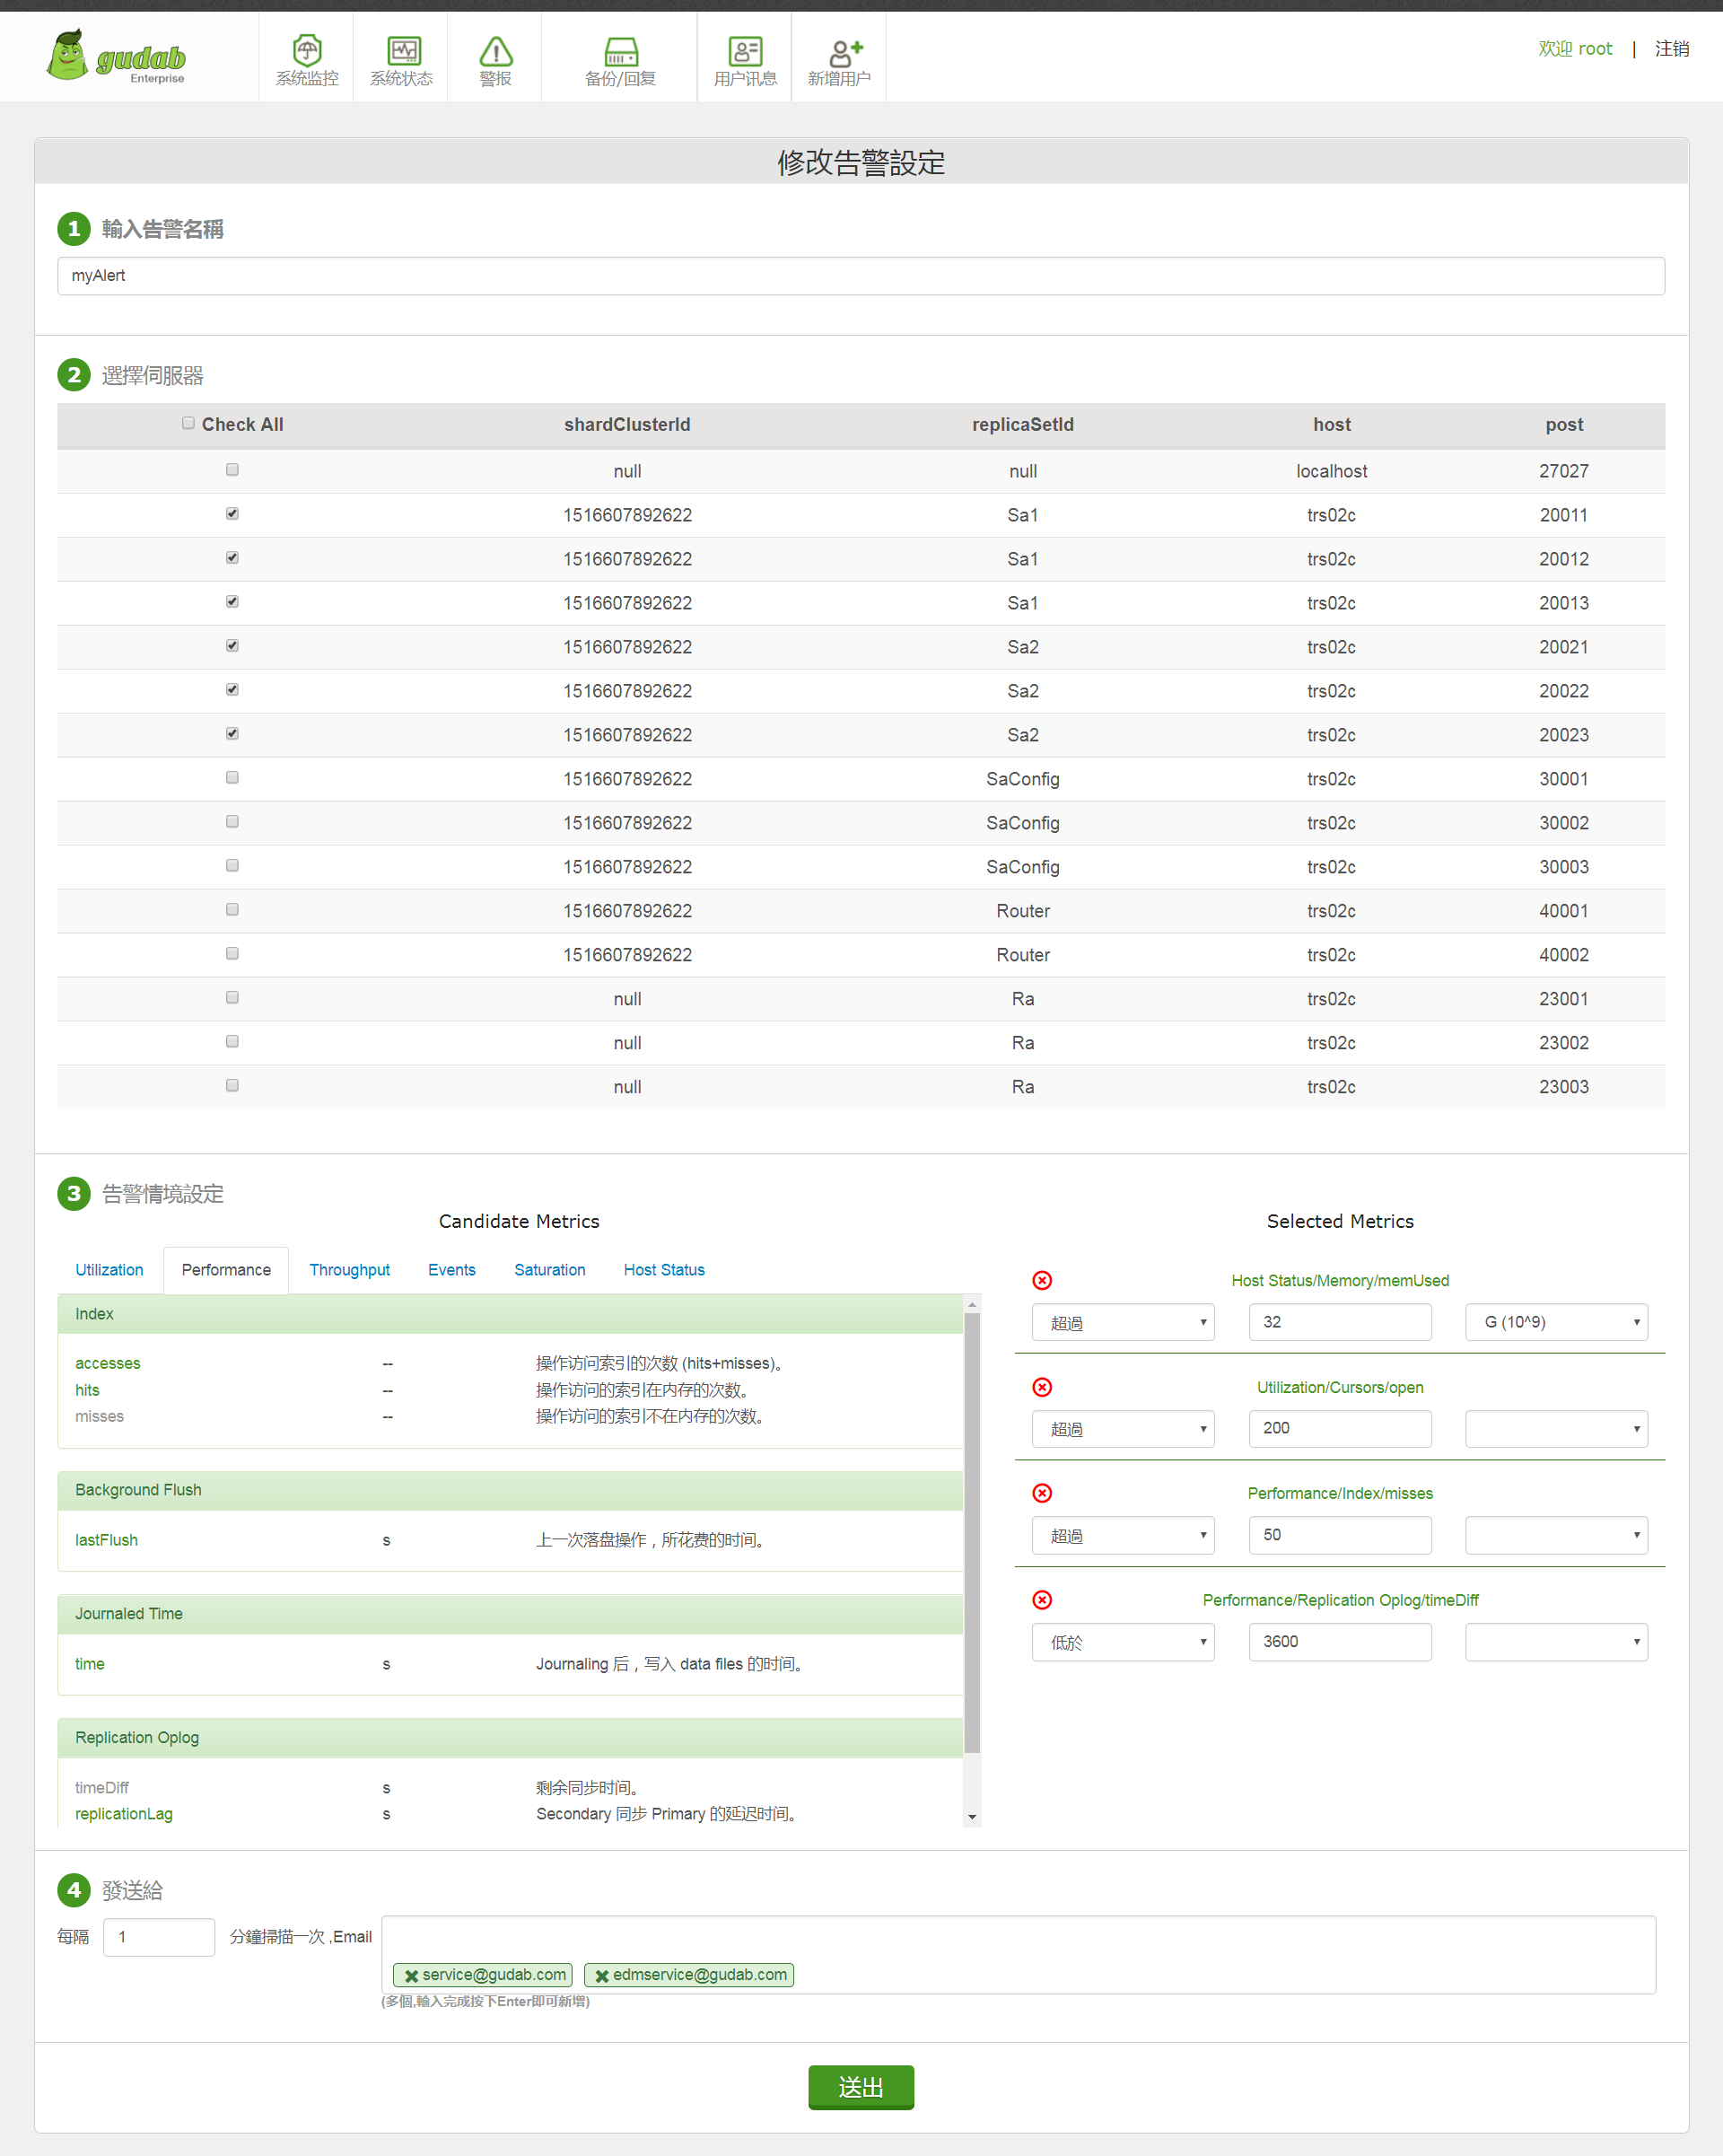 gudab
Enterprise
系统监控
系统状态
警报
备份/回复
用户讯息
新增用户
欢迎 root | 注销
修改告警設定
1 輸入告警名稱
myAlert
2 選擇伺服器
Check All shardClusterId replicaSetId host post
null null localhost 27027
1516607892622 Sa1 trs02c 20011
1516607892622 Sa1 trs02c 20012
1516607892622 Sa1 trs02c 20013
1516607892622 Sa2 trs02c 20021
1516607892622 Sa2 trs02c 20022
1516607892622 Sa2 trs02c 20023
1516607892622 SaConfig trs02c 30001
1516607892622 SaConfig trs02c 30002
1516607892622 SaConfig trs02c 30003
1516607892622 Router trs02c 40001
1516607892622 Router trs02c 40002
null Ra trs02c 23001
null Ra trs02c 23002
null Ra trs02c 23003
3 告警情境設定
Candidate Metrics
Utilization Performance Throughput Events Saturation Host Status
Index
accesses -- 操作访问索引的次数 (hits+misses)。
hits -- 操作访问的索引在内存的次数。
misses -- 操作访问的索引不在内存的次数。
Background Flush
lastFlush s 上一次落盘操作，所花费的时间。
Journaled Time
time s Journaling 后，写入 data files 的时间。
Replication Oplog
timeDiff s 剩余同步时间。
replicationLag s Secondary 同步 Primary 的延迟时间。
Selected Metrics
Host Status/Memory/memUsed
超過 32 G (10^9)
Utilization/Cursors/open
超過 200
Performance/Index/misses
超過 50
Performance/Replication Oplog/timeDiff
低於 3600
4 發送給
每隔 1 分鐘掃描一次 ,Email
service@gudab.com edmservice@gudab.com
(多個,輸入完成按下Enter即可新增)
送出